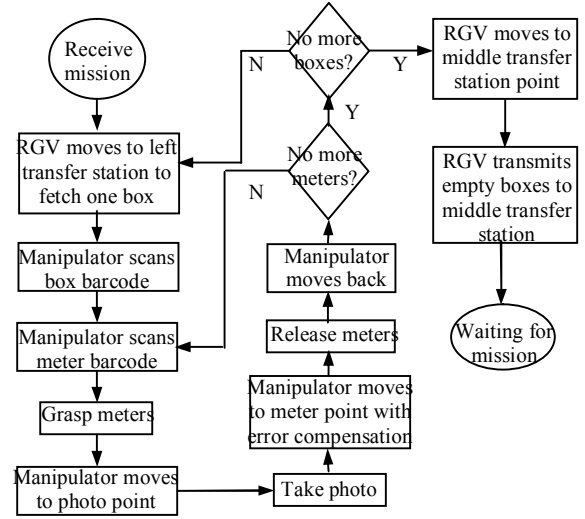 Receive
mission
RGV moves to left
transfer station to
fetch one box
Manipulator scans
box barcode
Manipulator scans
meter barcode
Grasp meters
Manipulator moves
to photo point
Take photo
Manipulator moves
to meter point with
error compensation
Release meters
Manipulator
moves back
No more
meters?
N
Y
No more
boxes?
N
Y
RGV moves to
middle transfer
station point
RGV transmits
empty boxes to
middle transfer
station
Waiting for
mission